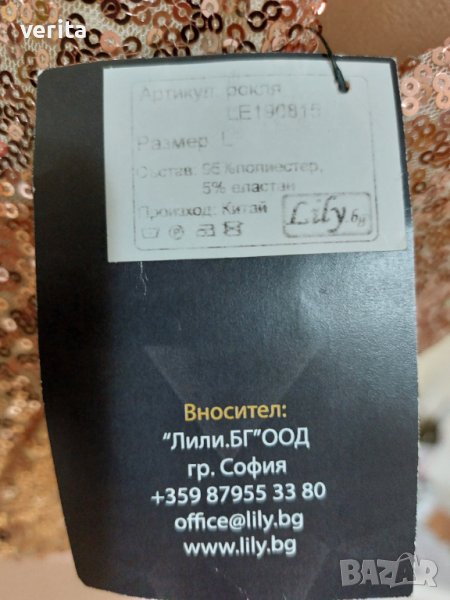 verita
Артикул: рокля
LE190815
Размер L
Състав: 95%полиестер,
5% еластан
Произход: Китай
Lily bg
Вносител:
"Лили.БГ"ООД
гр. София
+359 87955 33 80
office@lily.bg
www.lily.bg
BAZAR